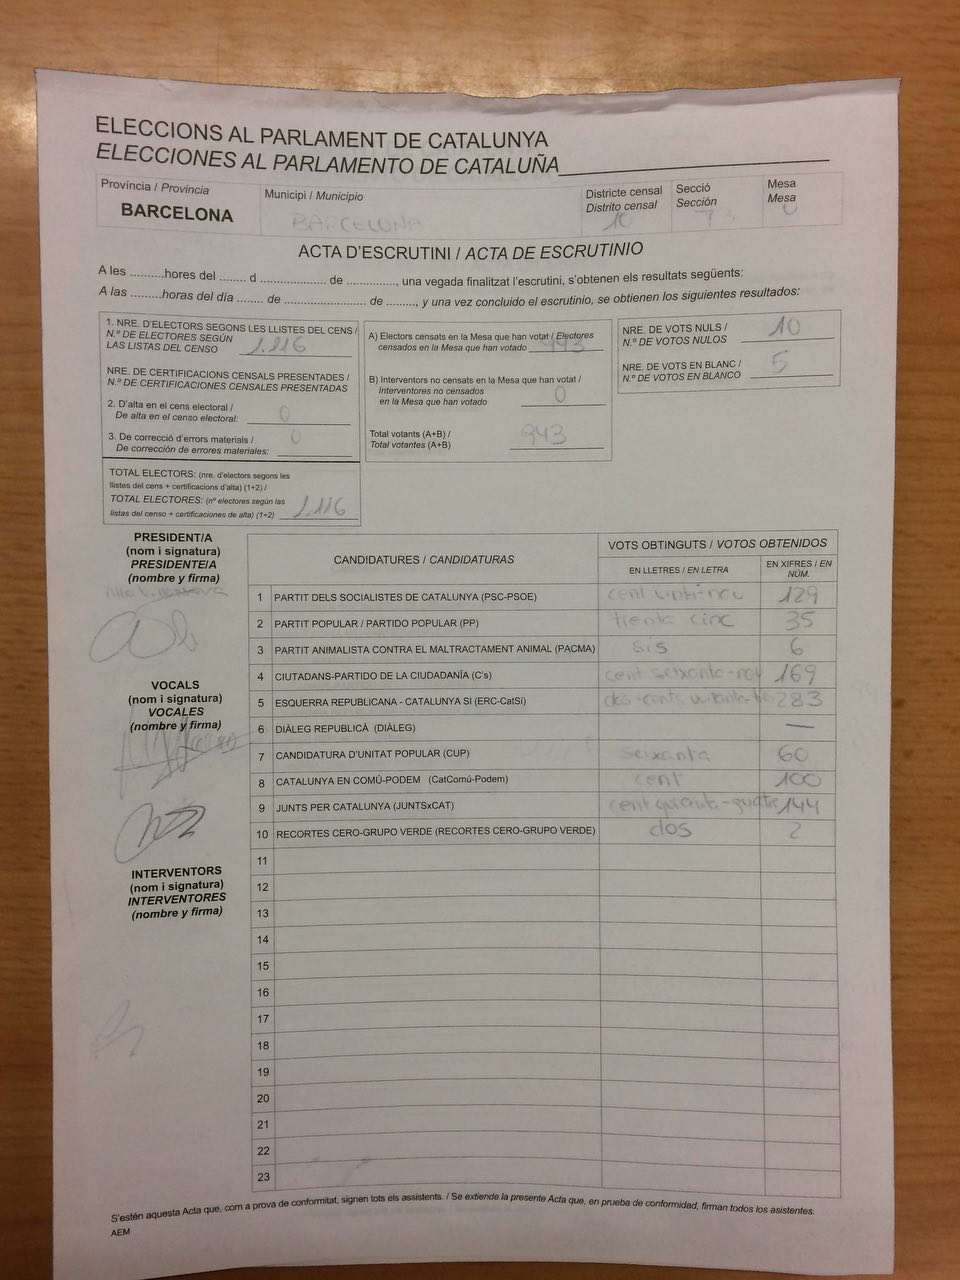 ELECCIONS AL PARLAMENT DE CATALUNYA
ELECCIONES AL PARLAMENTO DE CATALUÑA
Província / Provincia
BARCELONA
Municipi / Municipio
BARCELONA
Districte censal
Distrito censal
10
Secció
Sección
73
Mesa
Mesa
U
ACTA D'ESCRUTINI / ACTA DE ESCRUTINIO
A les ..........hores del ........ d .................... de ..............., una vegada finalitzat l'escrutini, s'obtenen els resultats següents:
A las .........horas del día ........ de ......................... de ........., y una vez concluido el escrutinio, se obtienen los siguientes resultados:
1. NRE. D'ELECTORS SEGONS LES LLISTES DEL CENS /
N.º DE ELECTORES SEGÚN
LAS LISTAS DEL CENSO 1.116
NRE. DE CERTIFICACIONS CENSALS PRESENTADES /
N.º DE CERTIFICACIONES CENSALES PRESENTADAS
2. D'alta en el cens electoral /
De alta en el censo electoral: 0
3. De correcció d'errors materials /
De corrección de errores materiales: 0
TOTAL ELECTORS: (nre. d'electors segons les
llistes del cens + certificacions d'alta) (1+2) /
TOTAL ELECTORES: (nº electores según las
listas del censo + certificaciones de alta) (1+2) 1.116
A) Electors censats en la Mesa que han votat / Electores
censados en la Mesa que han votado 943
B) Interventors no censats en la Mesa que han votat /
Interventores no censados
en la Mesa que han votado 0
Total votants (A+B) /
Total votantes (A+B) 943
NRE. DE VOTS NULS /
N.º DE VOTOS NULOS 10
NRE. DE VOTS EN BLANC /
N.º DE VOTOS EN BLANCO 5
PRESIDENT/A
(nom i signatura)
PRESIDENTE/A
(nombre y firma)
VOCALS
(nom i signatura)
VOCALES
(nombre y firma)
INTERVENTORS
(nom i signatura)
INTERVENTORES
(nombre y firma)
CANDIDATURES / CANDIDATURAS
VOTS OBTINGUTS / VOTOS OBTENIDOS
EN LLETRES / EN LETRA
EN XIFRES / EN NÚM.
1 PARTIT DELS SOCIALISTES DE CATALUNYA (PSC-PSOE) cent vinti-nou 129
2 PARTIT POPULAR / PARTIDO POPULAR (PP) trenta cinc 35
3 PARTIT ANIMALISTA CONTRA EL MALTRACTAMENT ANIMAL (PACMA) sis 6
4 CIUTADANS-PARTIDO DE LA CIUDADANÍA (C's) cent seixanta-nou 169
5 ESQUERRA REPUBLICANA - CATALUNYA SI (ERC-CatSí) dos-cents 283
6 DIÀLEG REPUBLICÀ (DIÀLEG) —
7 CANDIDATURA D'UNITAT POPULAR (CUP) seixanta 60
8 CATALUNYA EN COMÚ-PODEM (CatComú-Podem) cent 100
9 JUNTS PER CATALUNYA (JUNTSxCAT) cent 144
10 RECORTES CERO-GRUPO VERDE (RECORTES CERO-GRUPO VERDE) dos 2
11
12
13
14
15
16
17
18
19
20
21
22
23
S'estén aquesta Acta que, com a prova de conformitat, signen tots els assistents. / Se extiende la presente Acta que, en prueba de conformidad, firman todos los asistentes.
AEM